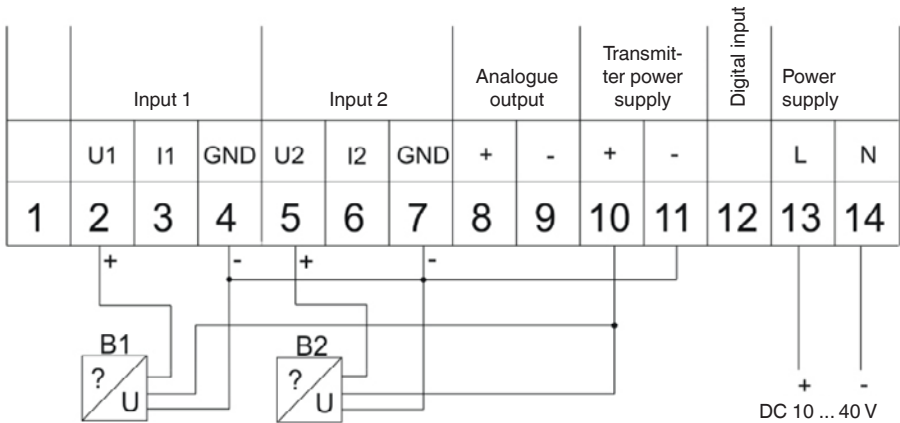 Input 1
Input 2
Analogue
output
Transmit-
ter power
supply
Digital input
Power
supply
U1 I1 GND U2 I2 GND + - + - L N
1 2 3 4 5 6 7 8 9 10 11 12 13 14
+ - + -
B1 B2
? U ? U
+ -
DC 10 ... 40 V